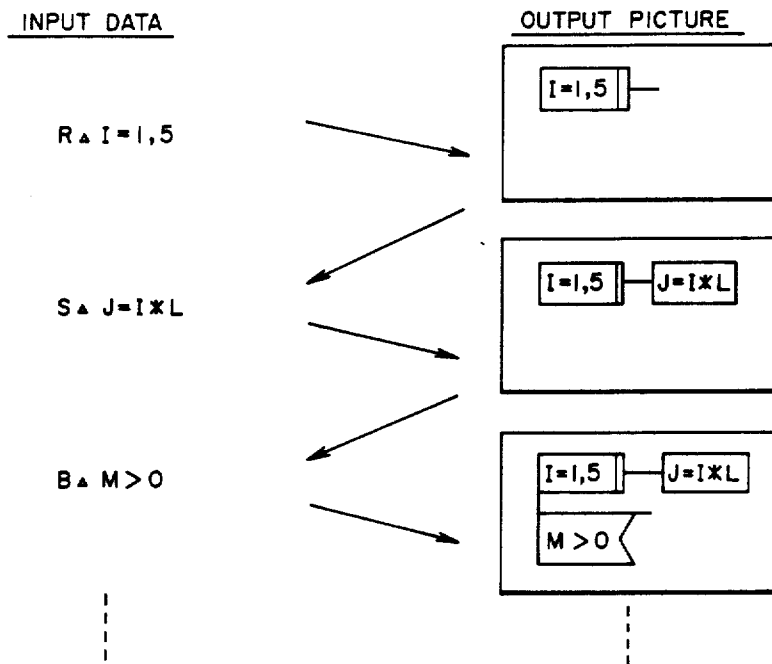 INPUT DATA
OUTPUT PICTURE
I=1,5
R▵ I=1,5
I=1,5 J=I*L
S▵ J=I*L
I=1,5 J=I*L
B▵ M>0
M>0